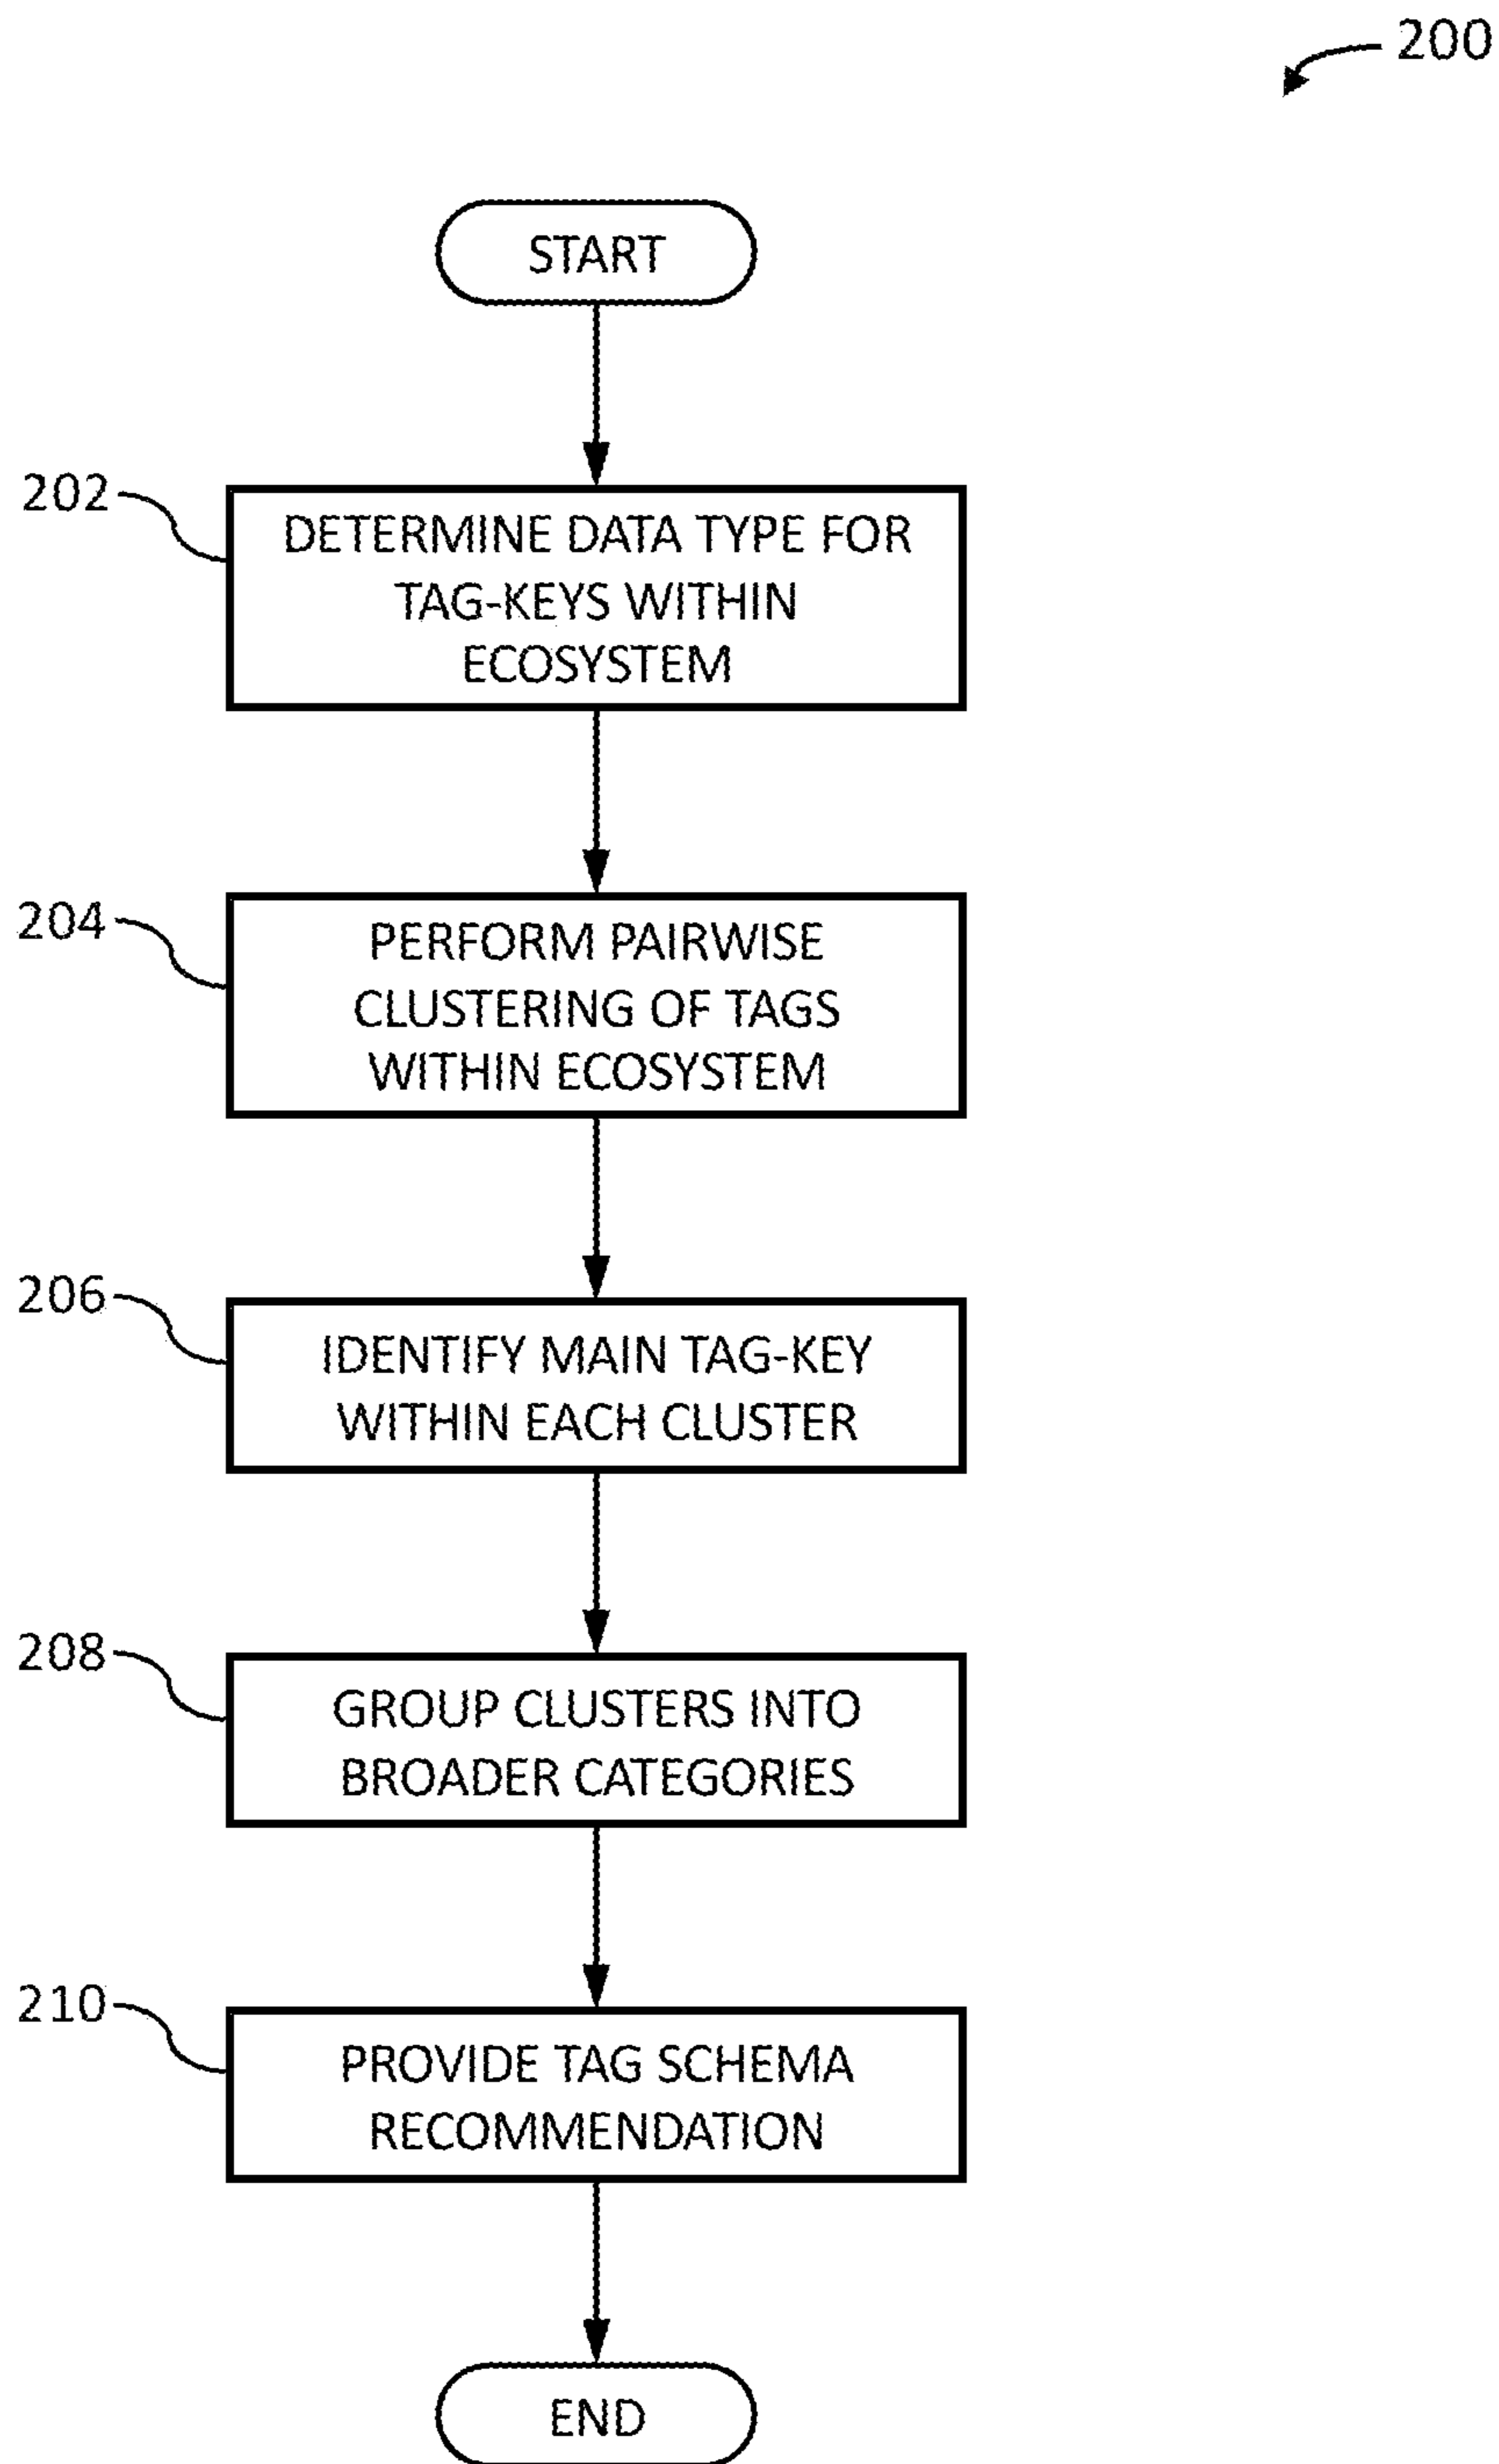 200
START
202
DETERMINE DATA TYPE FOR
TAG-KEYS WITHIN
ECOSYSTEM
204
PERFORM PAIRWISE
CLUSTERING OF TAGS
WITHIN ECOSYSTEM
206
IDENTIFY MAIN TAG-KEY
WITHIN EACH CLUSTER
208
GROUP CLUSTERS INTO
BROADER CATEGORIES
210
PROVIDE TAG SCHEMA
RECOMMENDATION
END